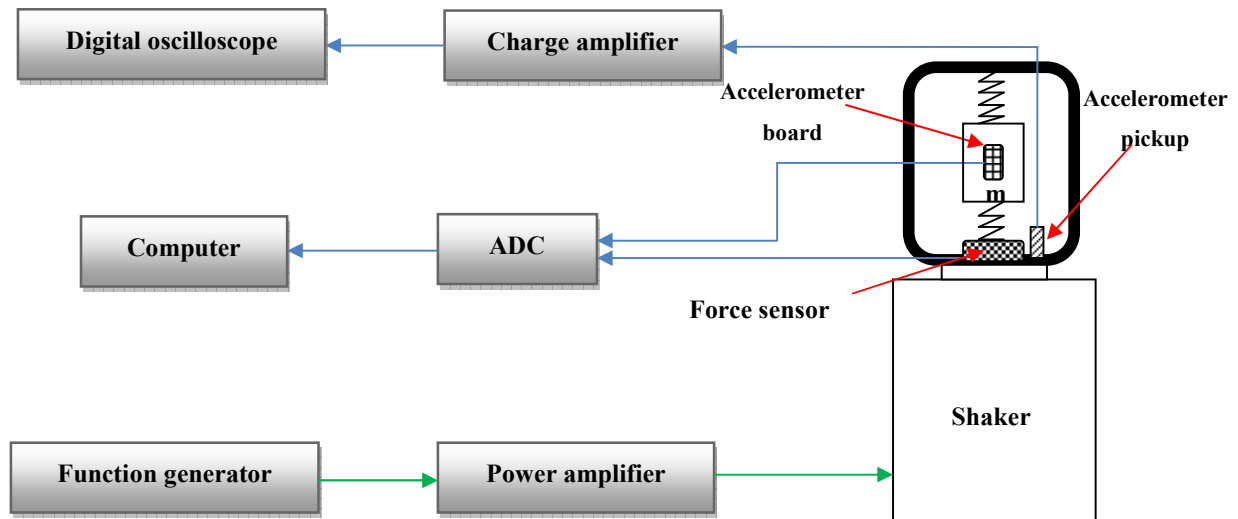 Digital oscilloscope
Charge amplifier
Accelerometer
board
Accelerometer
pickup
m
Computer
ADC
Force sensor
Shaker
Function generator
Power amplifier